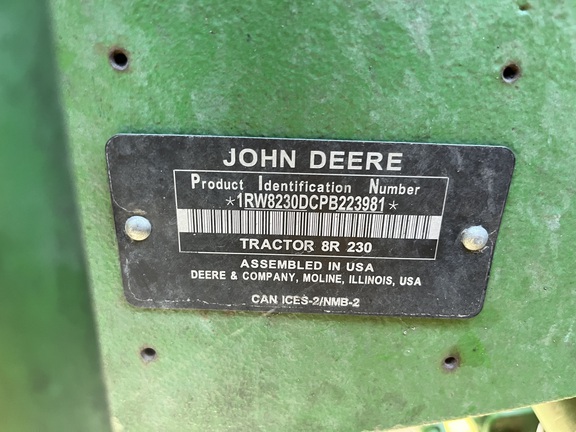 JOHN DEERE
Product Identification Number
*1RW8230DCPB223981*
TRACTOR 8R 230
ASSEMBLED IN USA
DEERE & COMPANY, MOLINE, ILLINOIS, USA
CAN ICES-2/NMB-2